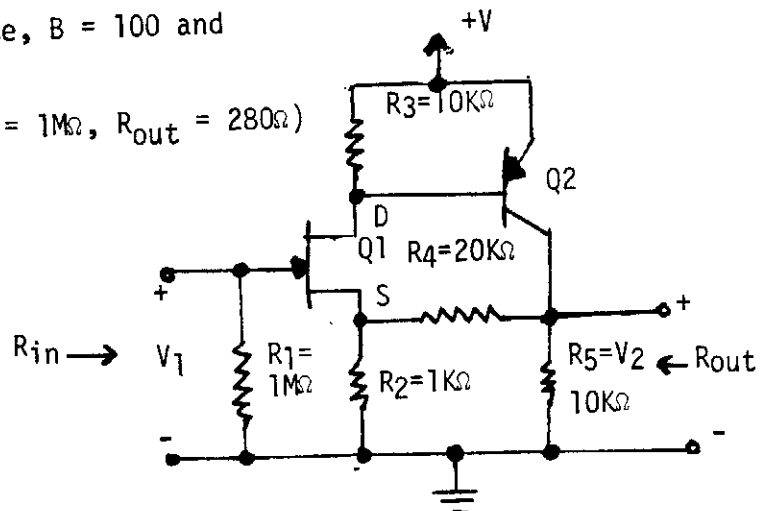 e, B = 100 and
+V
R3=10KΩ
= 1MΩ, Rout = 280Ω)
Q2
D
Q1 R4=20KΩ
S
+ +
Rin V1 R1= 1MΩ R2=1KΩ R5=V2 Rout
10KΩ
- -